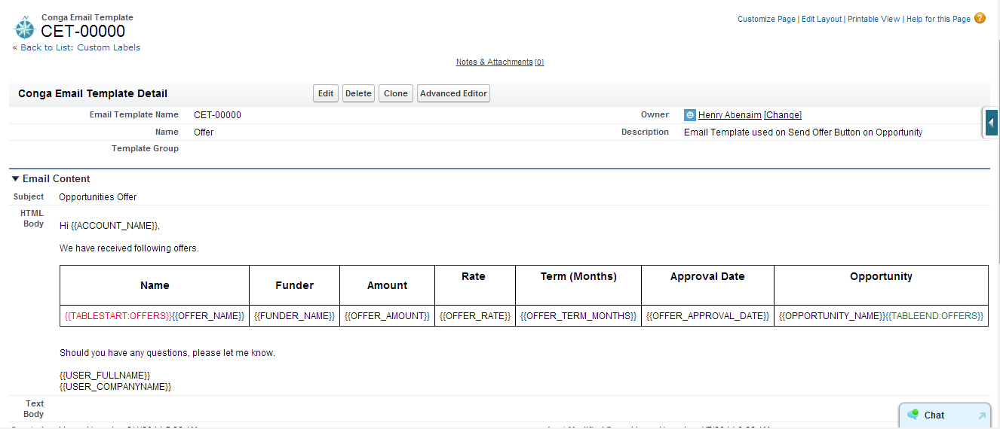 Conga Email Template
CET-00000
Customize Page | Edit Layout | Printable View | Help for this Page ?
« Back to List: Custom Labels
Notes & Attachments [0]
Conga Email Template Detail Edit Delete Clone Advanced Editor
Email Template Name CET-00000 Owner Henry Abenaim [Change]
Name Offer Description Email Template used on Send Offer Button on Opportunity
Template Group
Email Content
Subject Opportunities Offer
HTML Body
Hi {{ACCOUNT_NAME}},
We have received following offers.
Name Funder Amount Rate Term (Months) Approval Date Opportunity
{{TABLESTART:OFFERS}}{{OFFER_NAME}} {{FUNDER_NAME}} {{OFFER_AMOUNT}} {{OFFER_RATE}} {{OFFER_TERM_MONTHS}} {{OFFER_APPROVAL_DATE}} {{OPPORTUNITY_NAME}}{{TABLEEND:OFFERS}}
Should you have any questions, please let me know.
{{USER_FULLNAME}}
{{USER_COMPANYNAME}}
Text Body
Chat